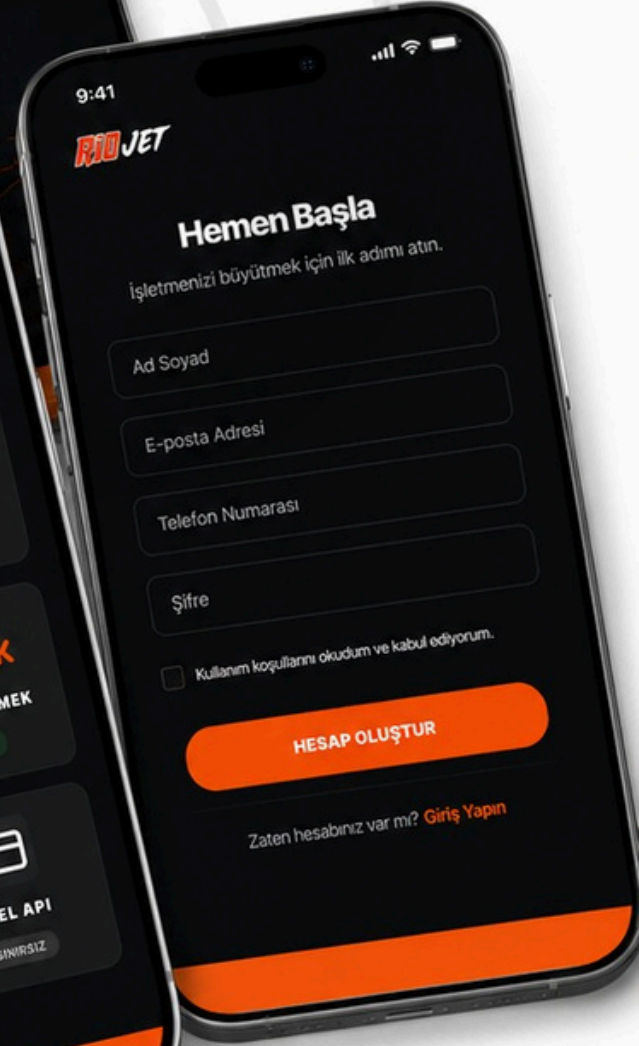 9:41
RIOJET
Hemen Başla
İşletmenizi büyütmek için ilk adımı atın.
Ad Soyad
E-posta Adresi
Telefon Numarası
Şifre
Kullanım koşullarını okudum ve kabul ediyorum.
HESAP OLUŞTUR
Zaten hesabınız var mı? Giriş Yapın
K
MEK
EL API
SINIRSIZ